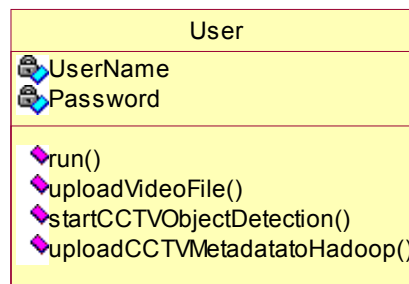 User
UserName
Password
run()
uploadVideoFile()
startCCTVObjectDetection()
uploadCCTVMetadatatoHadoop()